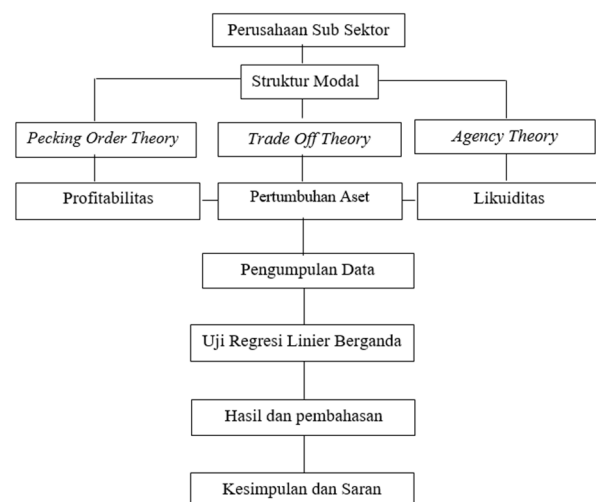 Perusahaan Sub Sektor
Struktur Modal
Pecking Order Theory
Trade Off Theory
Agency Theory
Profitabilitas
Pertumbuhan Aset
Likuiditas
Pengumpulan Data
Uji Regresi Linier Berganda
Hasil dan pembahasan
Kesimpulan dan Saran